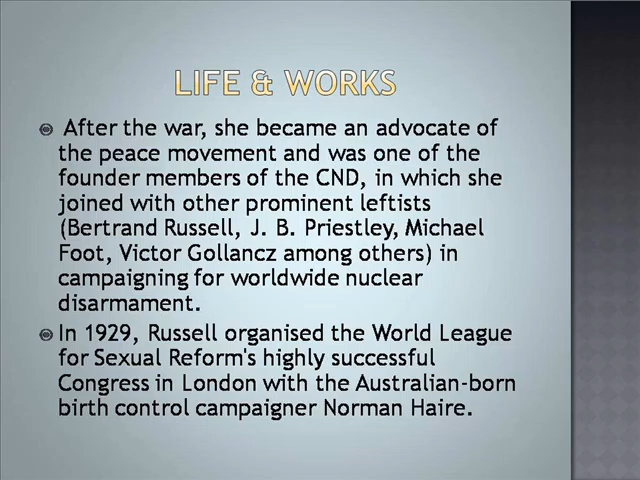 LIFE & WORKS
After the war, she became an advocate of
the peace movement and was one of the
founder members of the CND, in which she
joined with other prominent leftists
(Bertrand Russell, J. B. Priestley, Michael
Foot, Victor Gollancz among others) in
campaigning for worldwide nuclear
disarmament.
In 1929, Russell organised the World League
for Sexual Reform's highly successful
Congress in London with the Australian-born
birth control campaigner Norman Haire.